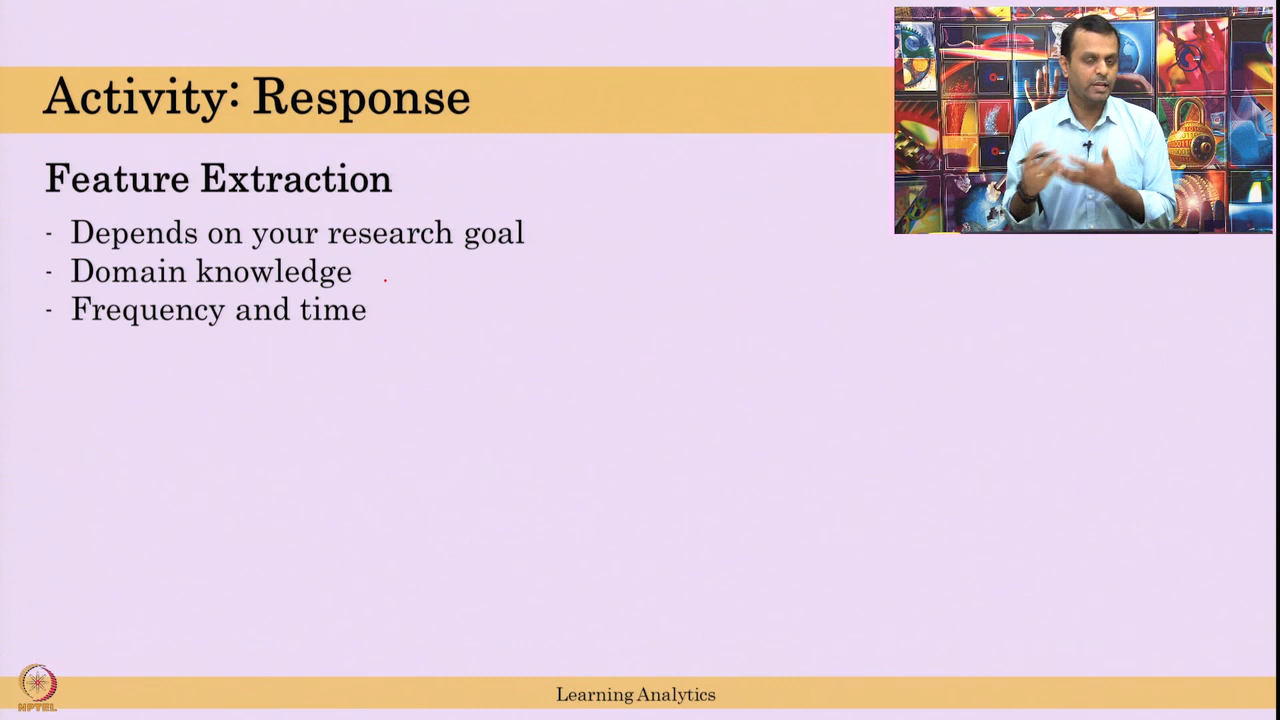 Activity: Response
Feature Extraction
- Depends on your research goal
- Domain knowledge
- Frequency and time
Learning Analytics
NPTEL